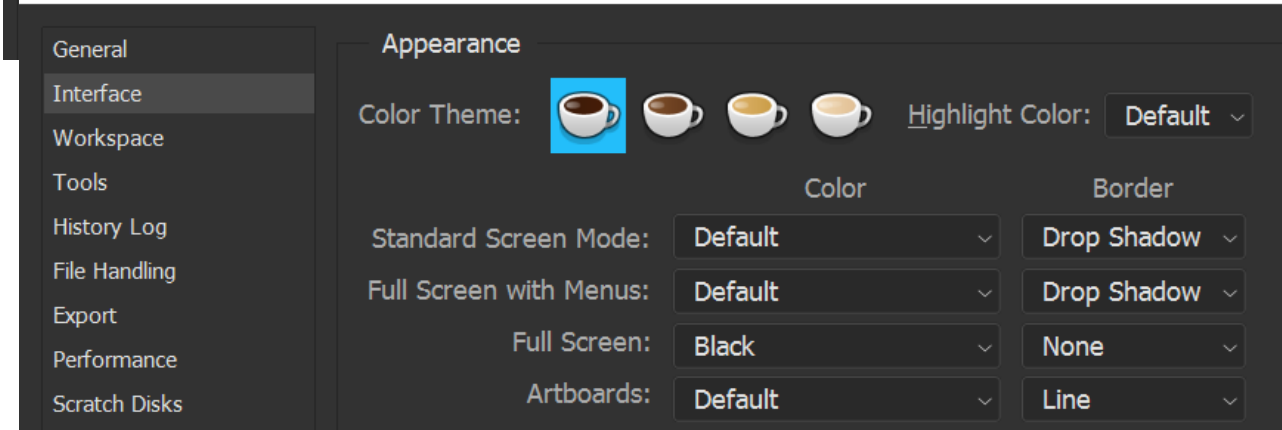 General
Interface
Workspace
Tools
History Log
File Handling
Export
Performance
Scratch Disks
Appearance
Color Theme: Highlight Color: Default
Color Border
Standard Screen Mode: Default Drop Shadow
Full Screen with Menus: Default Drop Shadow
Full Screen: Black None
Artboards: Default Line